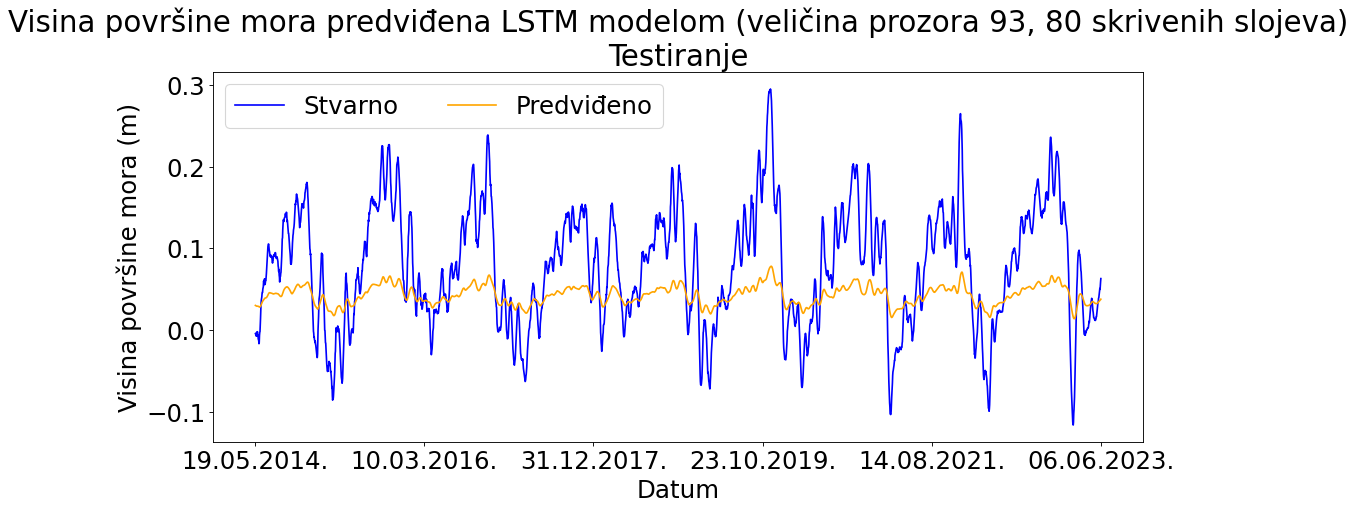 Visina površine mora predviđena LSTM modelom (veličina prozora 93, 80 skrivenih slojeva)
Testiranje
Stvarno Predviđeno
Visina površine mora (m)
0.3
0.2
0.1
0.0
−0.1
19.05.2014. 10.03.2016. 31.12.2017. 23.10.2019. 14.08.2021. 06.06.2023.
Datum